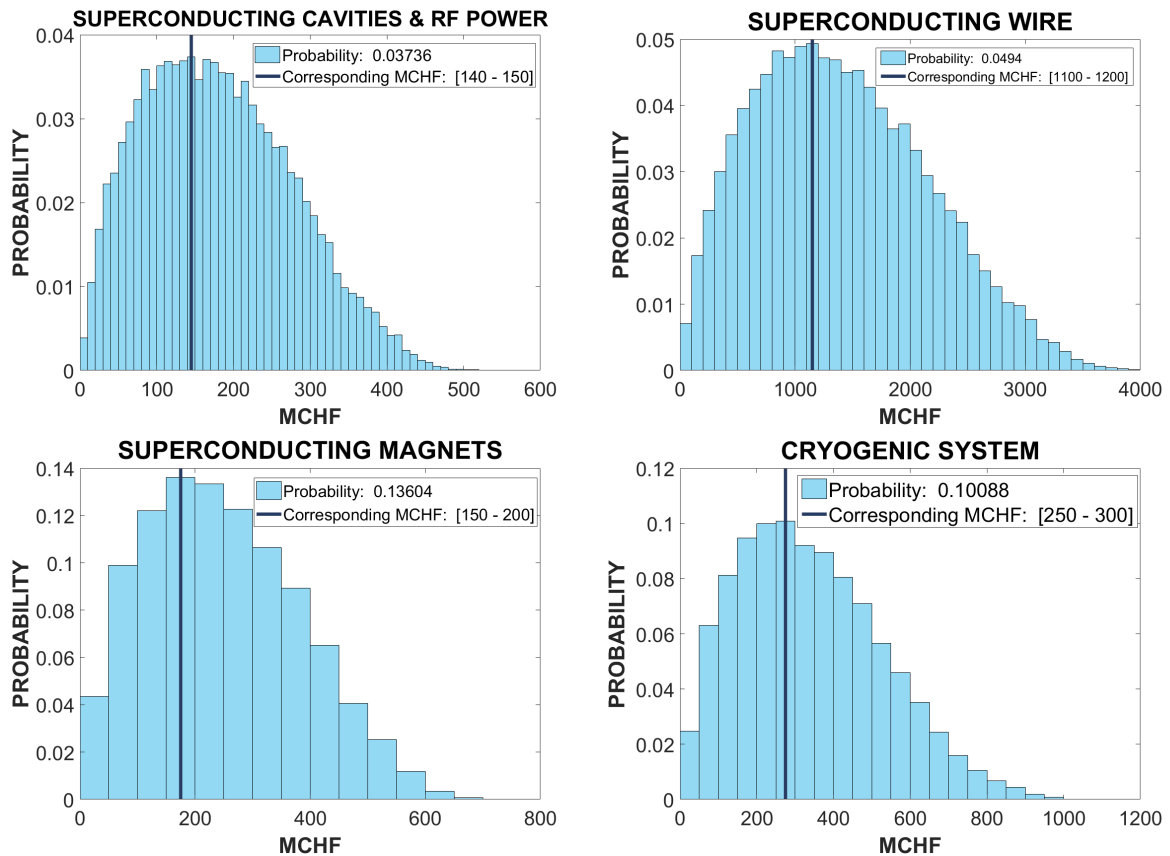 SUPERCONDUCTING CAVITIES & RF POWER
0.04
0.03
0.02
0.01
0
PROBABILITY
Probability: 0.03736
Corresponding MCHF: [140 - 150]
0 100 200 300 400 500 600
MCHF
SUPERCONDUCTING WIRE
0.05
0.04
0.03
0.02
0.01
0
PROBABILITY
Probability: 0.0494
Corresponding MCHF: [1100 - 1200]
0 1000 2000 3000 4000
MCHF
SUPERCONDUCTING MAGNETS
0.14
0.12
0.1
0.08
0.06
0.04
0.02
0
PROBABILITY
Probability: 0.13604
Corresponding MCHF: [150 - 200]
0 200 400 600 800
MCHF
CRYOGENIC SYSTEM
0.12
0.1
0.08
0.06
0.04
0.02
0
PROBABILITY
Probability: 0.10088
Corresponding MCHF: [250 - 300]
0 200 400 600 800 1000 1200
MCHF